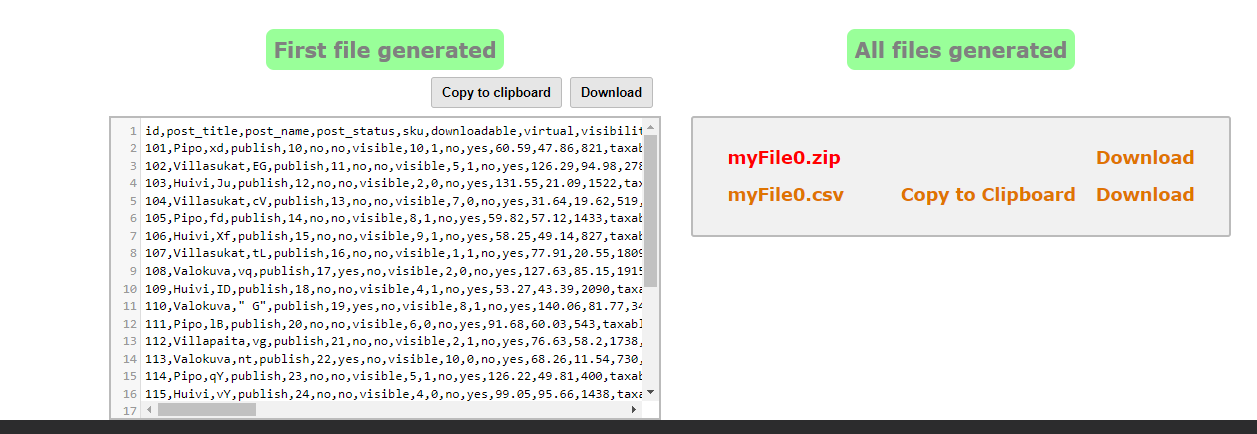 First file generated
All files generated
Copy to clipboard Download
1 id,post_title,post_name,post_status,sku,downloadable,virtual,visibilit
2 101,Pipo,xd,publish,10,no,no,visible,10,1,no,yes,60.59,47.86,821,taxab
3 102,Villasukat,EG,publish,11,no,no,visible,5,1,no,yes,126.29,94.98,278
4 103,Huivi,Ju,publish,12,no,no,visible,2,0,no,yes,131.55,21.09,1522,tax
5 104,Villasukat,cV,publish,13,no,no,visible,7,0,no,yes,31.64,19.62,519,
6 105,Pipo,fd,publish,14,no,no,visible,8,1,no,yes,59.82,57.12,1433,taxab
7 106,Huivi,Xf,publish,15,no,no,visible,9,1,no,yes,58.25,49.14,827,taxab
8 107,Villasukat,tL,publish,16,no,no,visible,1,1,no,yes,77.91,20.55,1809
9 108,Valokuva,vq,publish,17,yes,no,visible,2,0,no,yes,127.63,85.15,1915
10 109,Huivi,ID,publish,18,no,no,visible,4,1,no,yes,53.27,43.39,2090,taxa
11 110,Valokuva," G",publish,19,yes,no,visible,8,1,no,yes,140.06,81.77,34
12 111,Pipo,lB,publish,20,no,no,visible,6,0,no,yes,91.68,60.03,543,taxabl
13 112,Villapaita,vg,publish,21,no,no,visible,2,1,no,yes,76.63,58.2,1738,
14 113,Valokuva,nt,publish,22,yes,no,visible,10,0,no,yes,68.26,11.54,730,
15 114,Pipo,qY,publish,23,no,no,visible,5,1,no,yes,126.22,49.81,400,taxab
16 115,Huivi,vY,publish,24,no,no,visible,4,0,no,yes,99.05,95.66,1438,taxa
17
myFile0.zip Download
myFile0.csv Copy to Clipboard Download